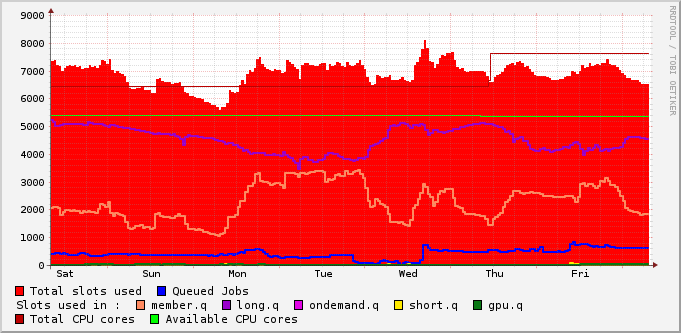 RRDTOOL / TOBI OETIKER
9000
8000
7000
6000
5000
4000
3000
2000
1000
0
Sat Sun Mon Tue Wed Thu Fri
Total slots used Queued Jobs
Slots used in : member.q long.q ondemand.q short.q gpu.q
Total CPU cores Available CPU cores